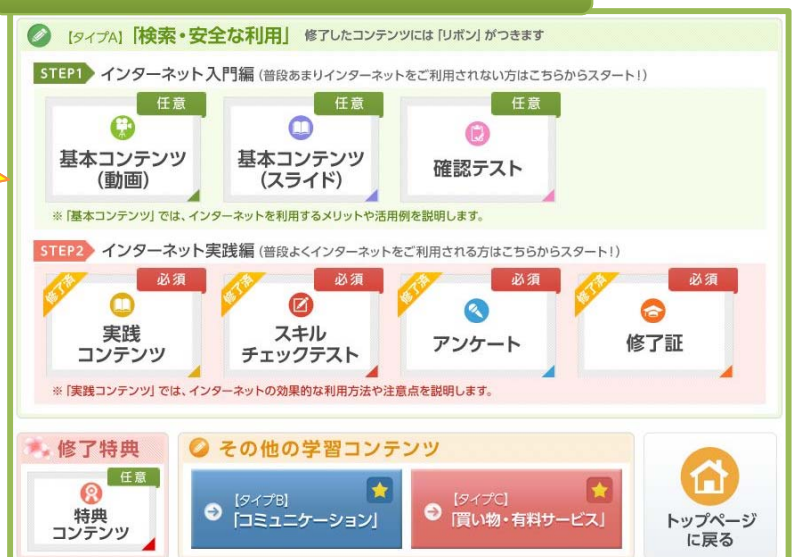 【タイプA】「検索・安全な利用」 修了したコンテンツには「リボン」がつきます
STEP1 インターネット入門編(普段あまりインターネットをご利用されない方はこちらからスタート!)
任意
基本コンテンツ
(動画)
任意
基本コンテンツ
(スライド)
任意
確認テスト
※「基本コンテンツ」では、インターネットを利用するメリットや活用例を説明します。
STEP2 インターネット実践編(普段よくインターネットをご利用される方はこちらからスタート!)
修了済
必須
実践
コンテンツ
修了済
必須
スキル
チェックテスト
修了済
必須
アンケート
修了済
必須
修了証
※「実践コンテンツ」では、インターネットの効果的な利用方法や注意点を説明します。
修了特典
任意
特典
コンテンツ
その他の学習コンテンツ
【タイプB】
「コミュニケーション」
【タイプC】
「買い物・有料サービス」
トップページ
に戻る